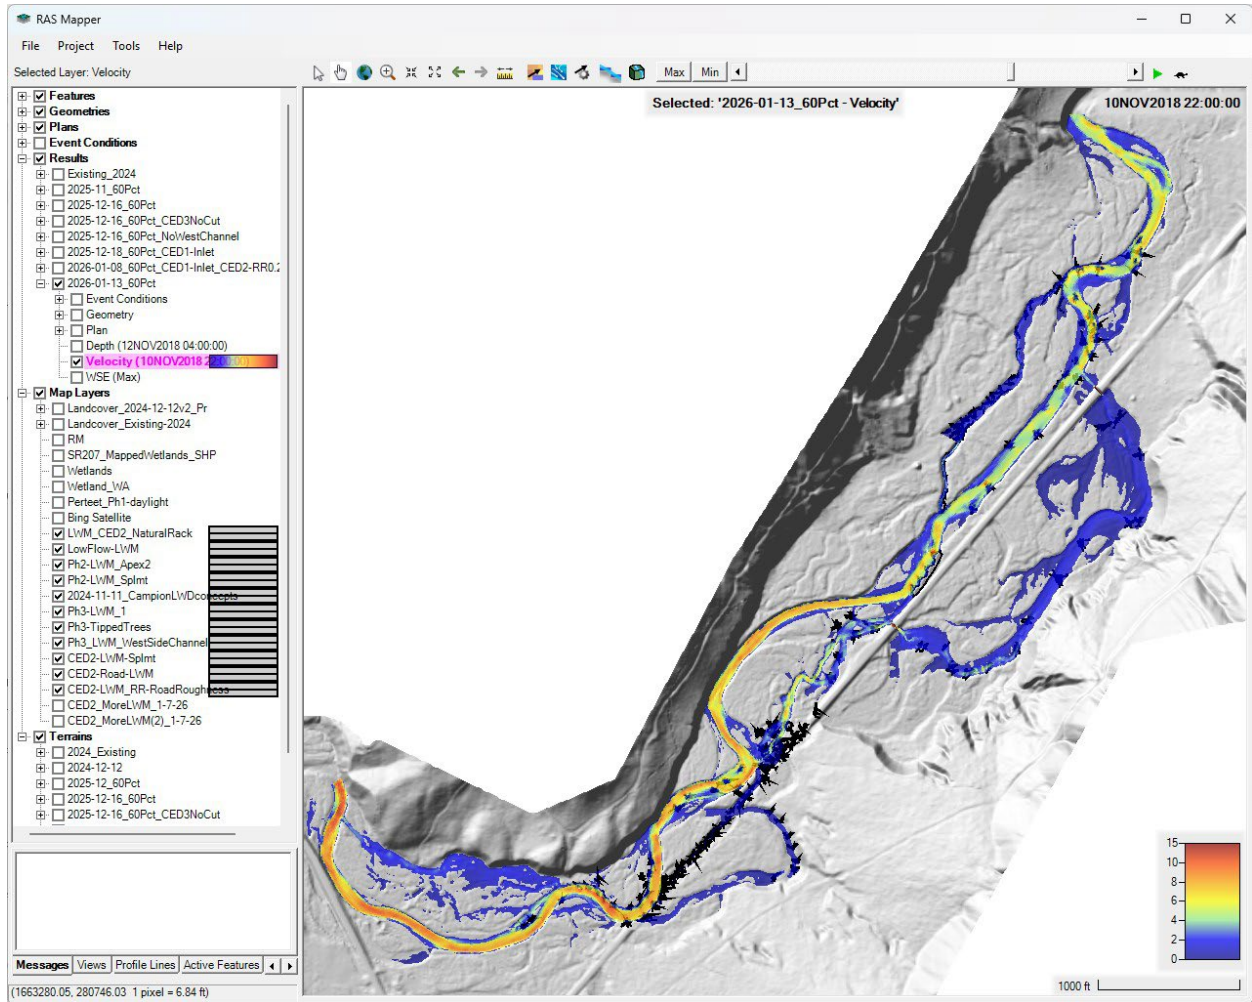 RAS Mapper
File Project Tools Help
Selected Layer: Velocity
Max Min
Features
Geometries
Plans
Event Conditions
Results
Existing_2024
2025-11_60Pct
2025-12-16_60Pct
2025-12-16_60Pct_CED3NoCut
2025-12-16_60Pct_NoWestChannel
2025-12-18_60Pct_CED1-Inlet
2026-01-08_60Pct_CED1-Inlet_CED2-RR0.2
2026-01-13_60Pct
Event Conditions
Geometry
Plan
Depth (12NOV2018 04:00:00)
Velocity (10NOV2018 22:00:00)
WSE (Max)
Map Layers
Landcover_2024-12-12v2_Pr
Landcover_Existing-2024
RM
SR207_MappedWetlands_SHP
Wetlands
Wetland_WA
Perteet_Ph1-daylight
Bing Satellite
LWM_CED2_NaturalRack
LowFlow-LWM
Ph2-LWM_Apex2
Ph2-LWM_Splmt
2024-11-11_CampionLWDconcepts
Ph3-LWM_1
Ph3-TippedTrees
Ph3_LWM_WestSideChannel
CED2-LWM-Splmt
CED2-Road-LWM
CED2-LWM_RR-RoadRoughness
CED2_MoreLWM_1-7-26
CED2_MoreLWM(2)_1-7-26
Terrains
2024_Existing
2024-12-12
2025-12_60Pct
2025-12-16_60Pct
2025-12-16_60Pct_CED3NoCut
Messages Views Profile Lines Active Features
(1663280.05, 280746.03 1 pixel = 6.84 ft)
Selected: '2026-01-13_60Pct - Velocity'
10NOV2018 22:00:00
15
10
8
6
4
2
0
1000 ft